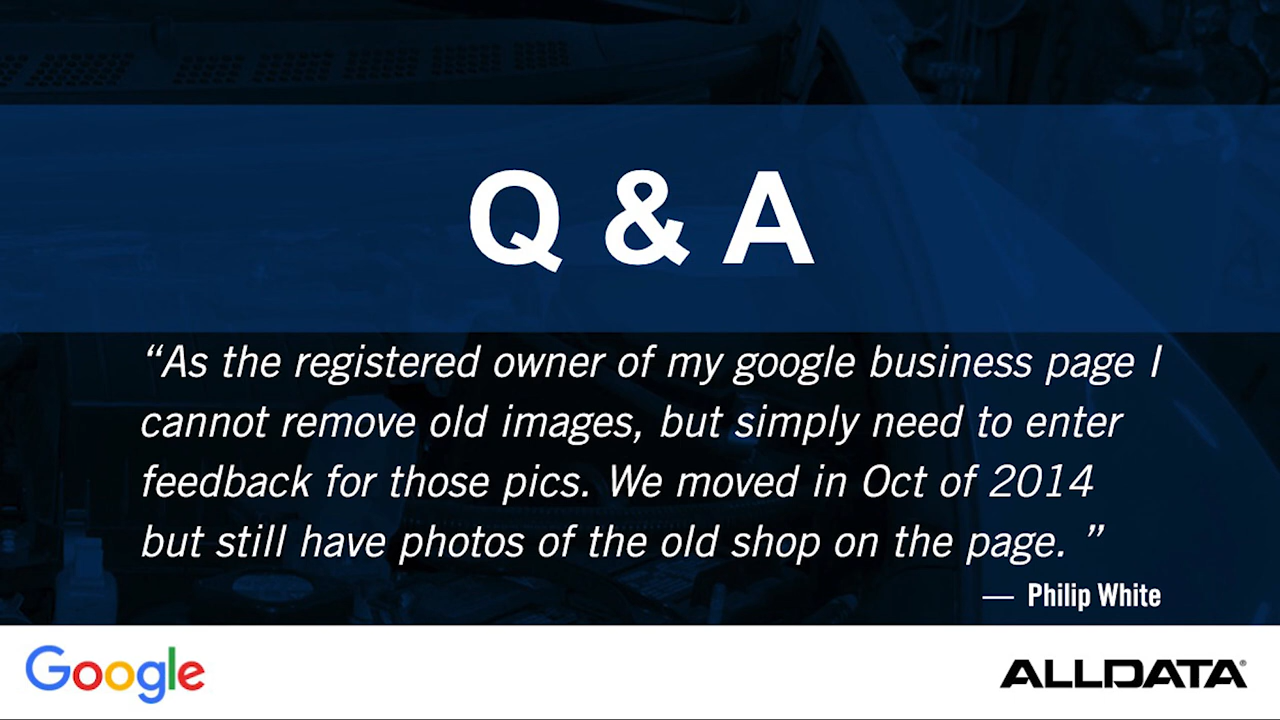 Q & A
“As the registered owner of my google business page I
cannot remove old images, but simply need to enter
feedback for those pics. We moved in Oct of 2014
but still have photos of the old shop on the page. ”
— Philip White
Google
ALLDATA®